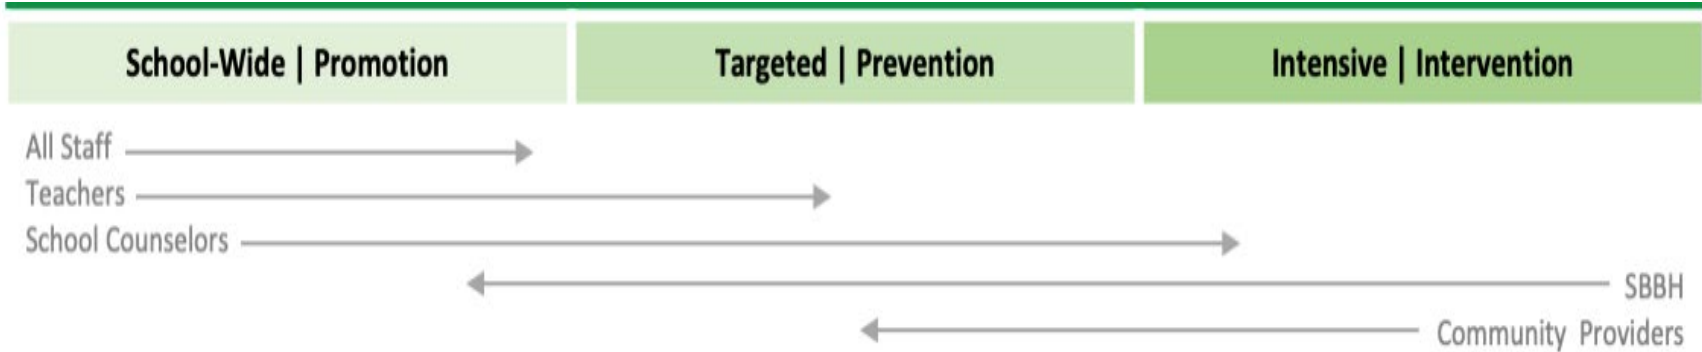 School-Wide | Promotion Targeted | Prevention Intensive | Intervention
All Staff
Teachers
School Counselors
SBBH
Community Providers